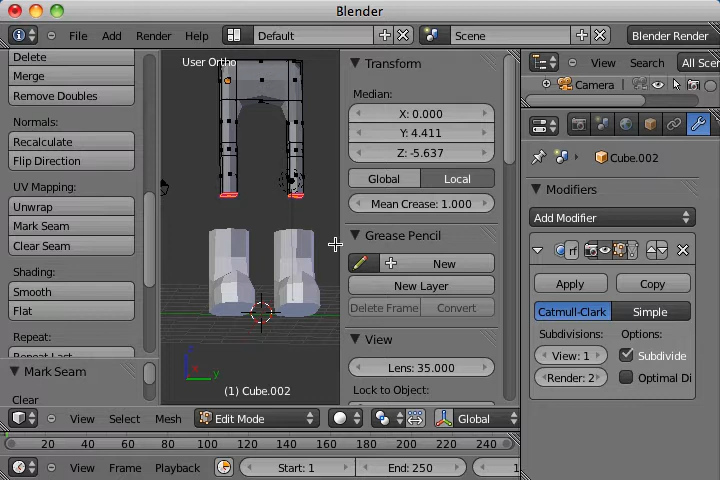 Blender
File Add Render Help
Default
Scene
Blender Render
Delete
Merge
Remove Doubles
Normals:
Recalculate
Flip Direction
UV Mapping:
Unwrap
Mark Seam
Clear Seam
Shading:
Smooth
Flat
Repeat:
Mark Seam
Clear
User Ortho
(1) Cube.002
Transform
Median:
X: 0.000
Y: 4.411
Z: -5.637
Global Local
Mean Crease: 1.000
Grease Pencil
New
New Layer
Delete Frame Convert
View
Lens: 35.000
Lock to Object:
View Search All Scen
Camera
Cube.002
Modifiers
Add Modifier
rf
Apply Copy
Catmull-Clark Simple
Subdivisions: Options:
View: 1 Subdivide
Render: 2 Optimal Di
View Select Mesh Edit Mode Global
20 40 60 80 100 120 140 160 180 200 220 240
View Frame Playback Start: 1 End: 250 1